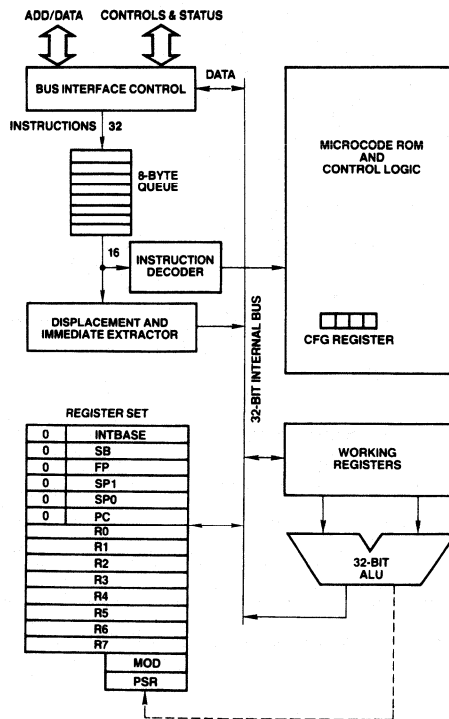 ADD/DATA
CONTROLS & STATUS
BUS INTERFACE CONTROL
DATA
INSTRUCTIONS
32
8-BYTE
QUEUE
16
INSTRUCTION
DECODER
DISPLACEMENT AND
IMMEDIATE EXTRACTOR
MICROCODE ROM
AND
CONTROL LOGIC
CFG REGISTER
32-BIT INTERNAL BUS
REGISTER SET
0 INTBASE
0 SB
0 FP
0 SP1
0 SP0
0 PC
R0
R1
R2
R3
R4
R5
R6
R7
MOD
PSR
WORKING
REGISTERS
32-BIT
ALU